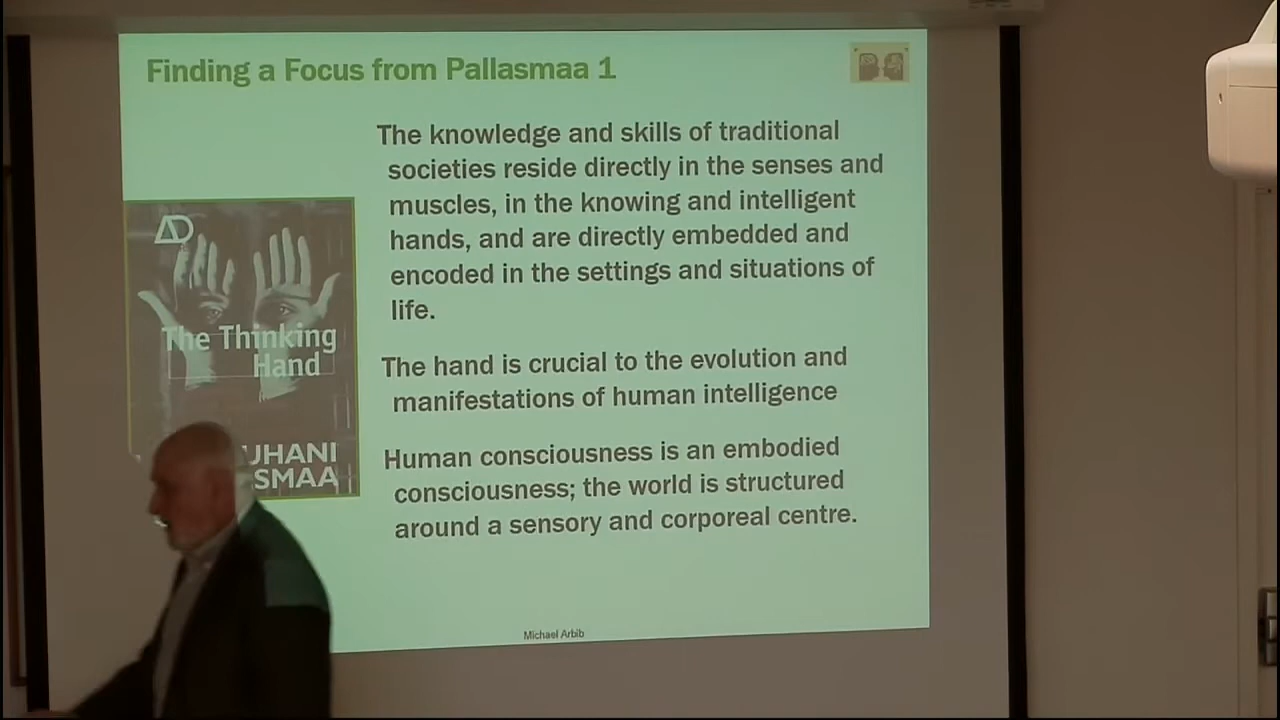 Finding a Focus from Pallasmaa 1
The knowledge and skills of traditional
societies reside directly in the senses and
muscles, in the knowing and intelligent
hands, and are directly embedded and
encoded in the settings and situations of
life.
AD
The Thinking
Hand
The hand is crucial to the evolution and
manifestations of human intelligence
UHANI
SMAA
Human consciousness is an embodied
consciousness; the world is structured
around a sensory and corporeal centre.
Michael Arbib